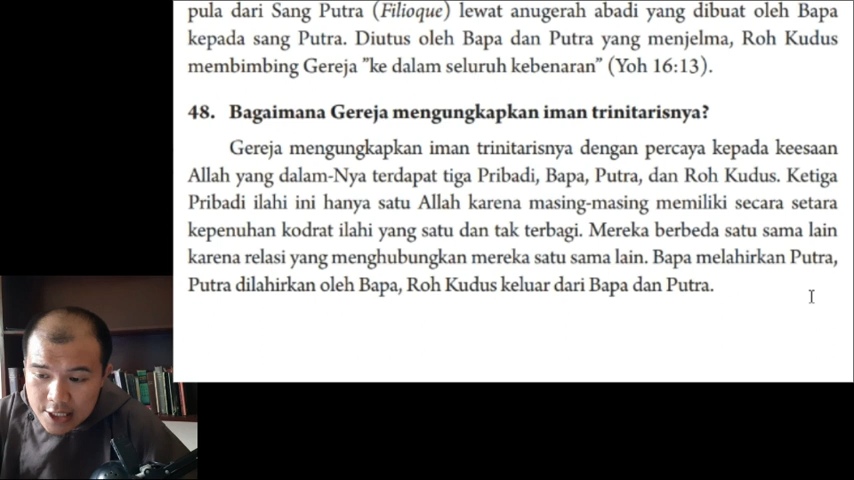 pula dari Sang Putra (Filioque) lewat anugerah abadi yang dibuat oleh Bapa
kepada sang Putra. Diutus oleh Bapa dan Putra yang menjelma, Roh Kudus
membimbing Gereja ”ke dalam seluruh kebenaran” (Yoh 16:13).
48. Bagaimana Gereja mengungkapkan iman trinitarisnya?
Gereja mengungkapkan iman trinitarisnya dengan percaya kepada keesaan
Allah yang dalam-Nya terdapat tiga Pribadi, Bapa, Putra, dan Roh Kudus. Ketiga
Pribadi ilahi ini hanya satu Allah karena masing-masing memiliki secara setara
kepenuhan kodrat ilahi yang satu dan tak terbagi. Mereka berbeda satu sama lain
karena relasi yang menghubungkan mereka satu sama lain. Bapa melahirkan Putra,
Putra dilahirkan oleh Bapa, Roh Kudus keluar dari Bapa dan Putra.